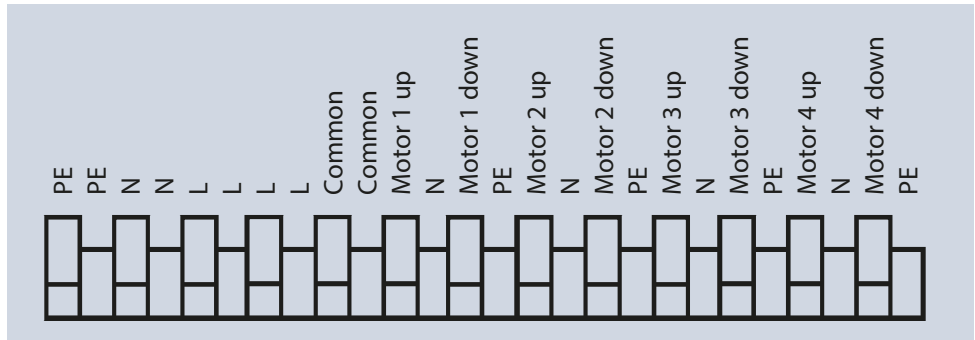 PE
PE
N
N
L
L
L
L
Common
Common
Motor 1 up
N
Motor 1 down
PE
Motor 2 up
N
Motor 2 down
PE
Motor 3 up
N
Motor 3 down
PE
Motor 4 up
N
Motor 4 down
PE